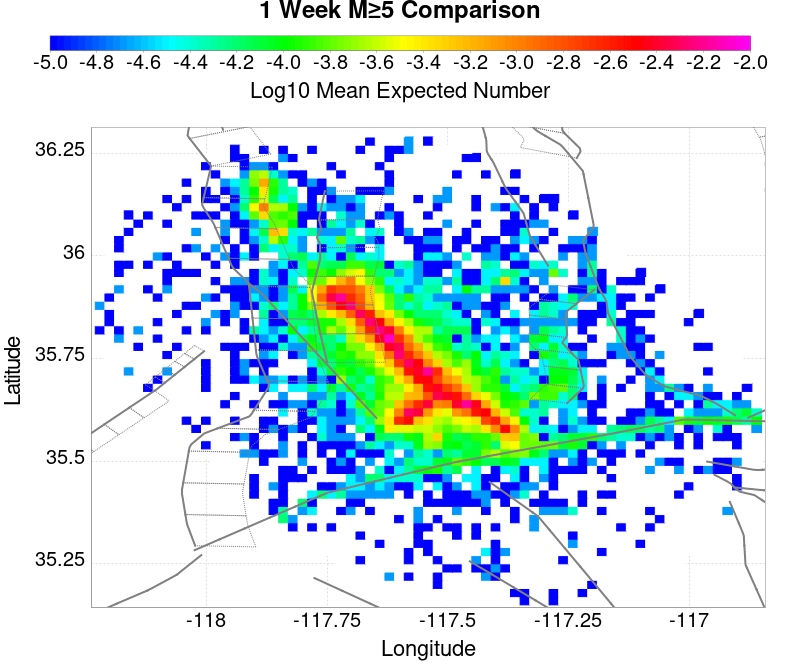 1 Week M≥5 Comparison
-5.0 -4.8 -4.6 -4.4 -4.2 -4.0 -3.8 -3.6 -3.4 -3.2 -3.0 -2.8 -2.6 -2.4 -2.2 -2.0
Log10 Mean Expected Number
36.25
36
35.75
35.5
35.25
Latitude
-118 -117.75 -117.5 -117.25 -117
Longitude